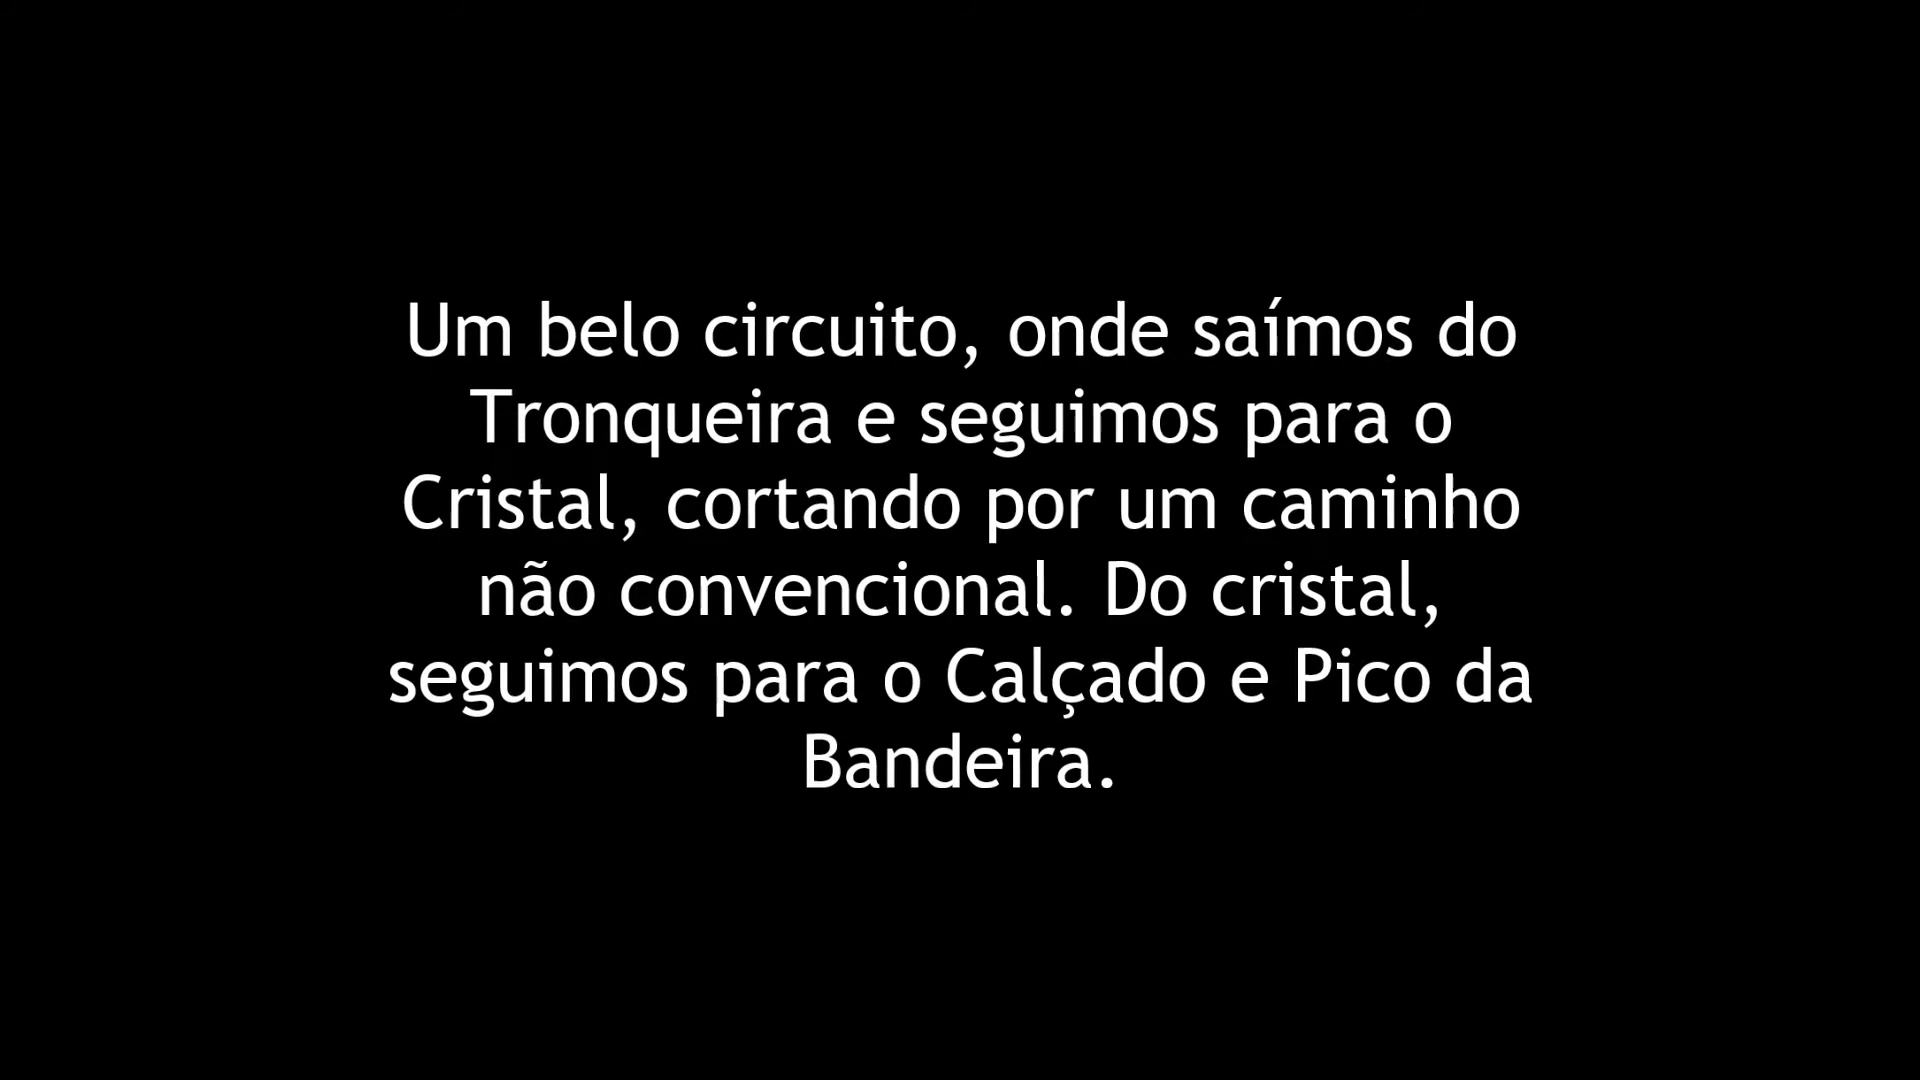 Um belo circuito, onde saímos do
Tronqueira e seguimos para o
Cristal, cortando por um caminho
não convencional. Do cristal,
seguimos para o Calçado e Pico da
Bandeira.